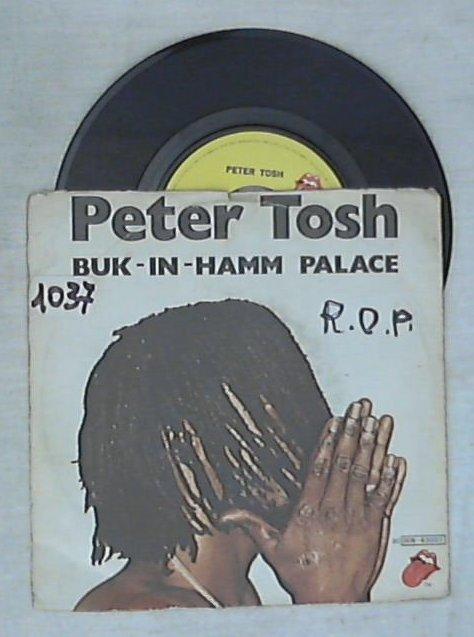 PETER TOSH
Peter Tosh
BUK-IN-HAMM PALACE
1037
R.O.P.